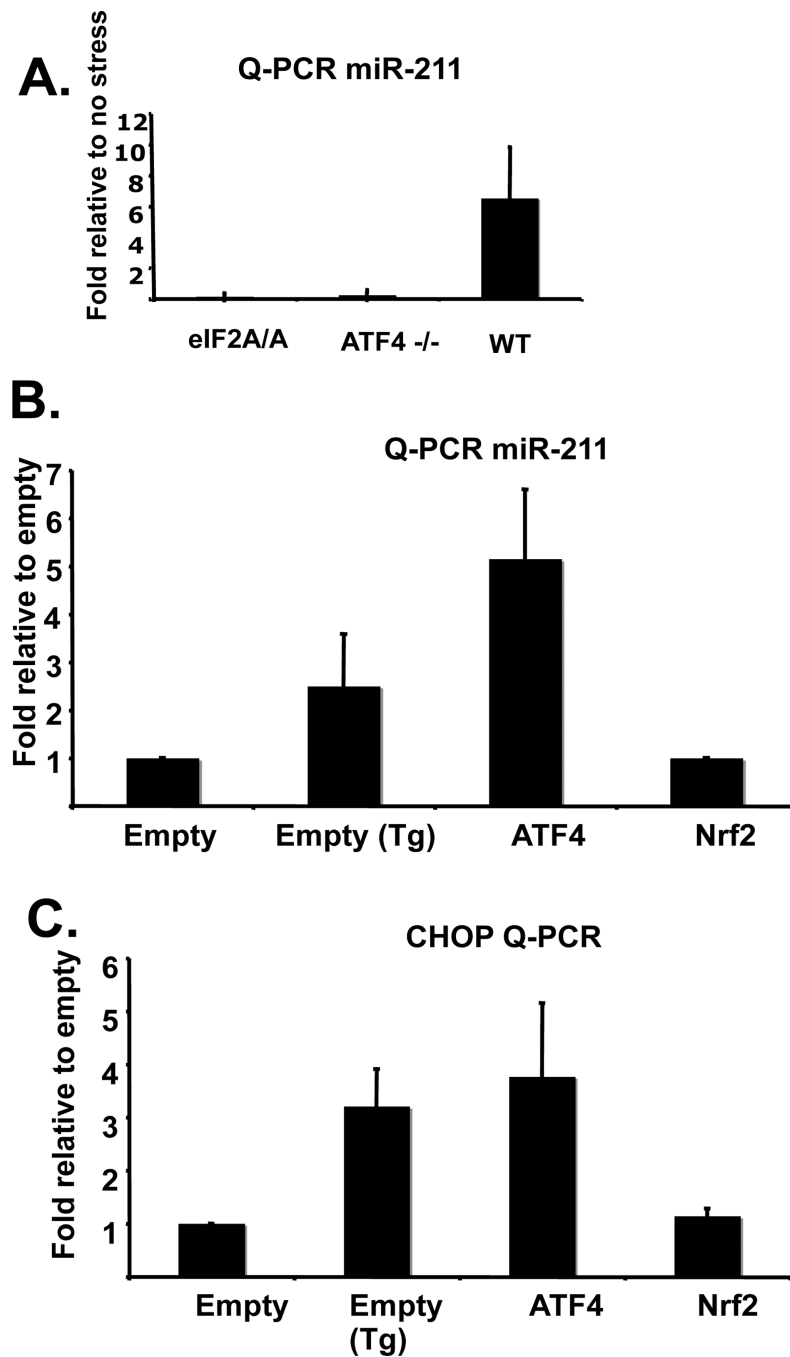 A.
Q-PCR miR-211
Fold relative to no stress
12
10
8
6
4
2
eIF2A/A ATF4 -/- WT
B.
Q-PCR miR-211
Fold relative to empty
7
6
5
4
3
2
1
Empty Empty (Tg) ATF4 Nrf2
C.
CHOP Q-PCR
Fold relative to empty
6
5
4
3
2
1
Empty Empty ATF4 Nrf2
(Tg)